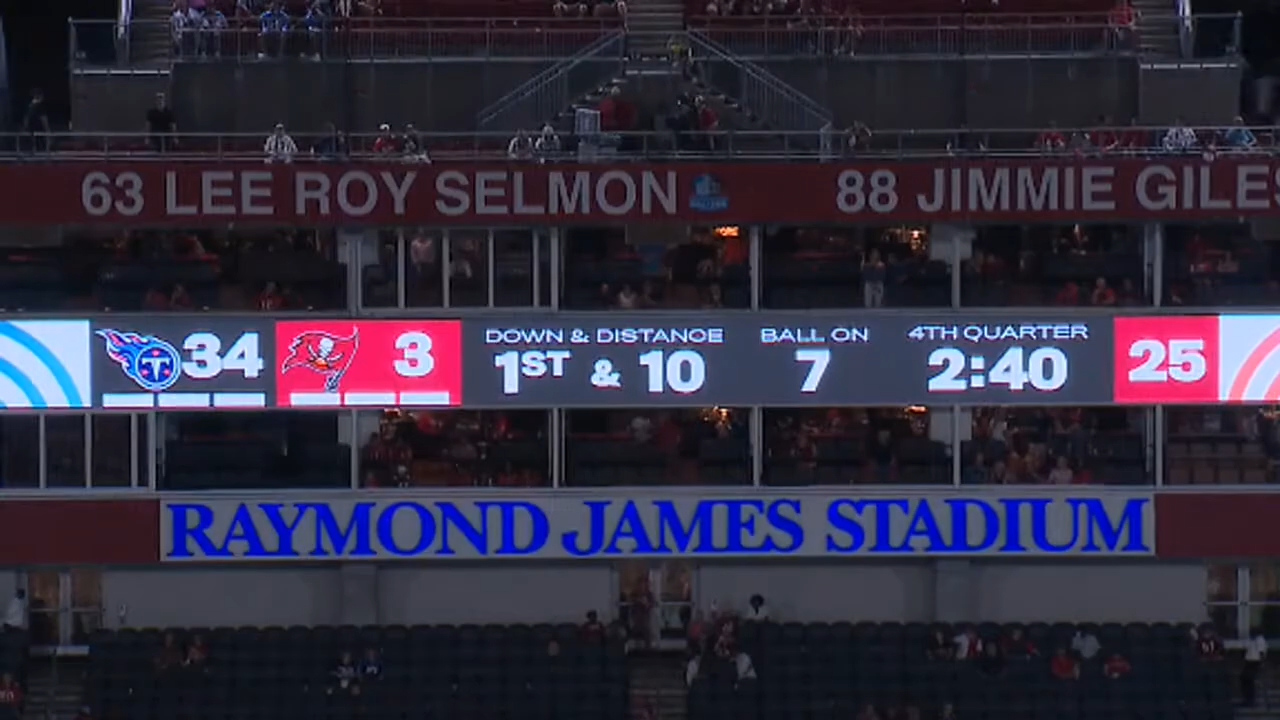 63 LEE ROY SELMON 88 JIMMIE GILES
34 3 DOWN & DISTANCE BALL ON 4TH QUARTER
1ST & 10 7 2:40 25
RAYMOND JAMES STADIUM